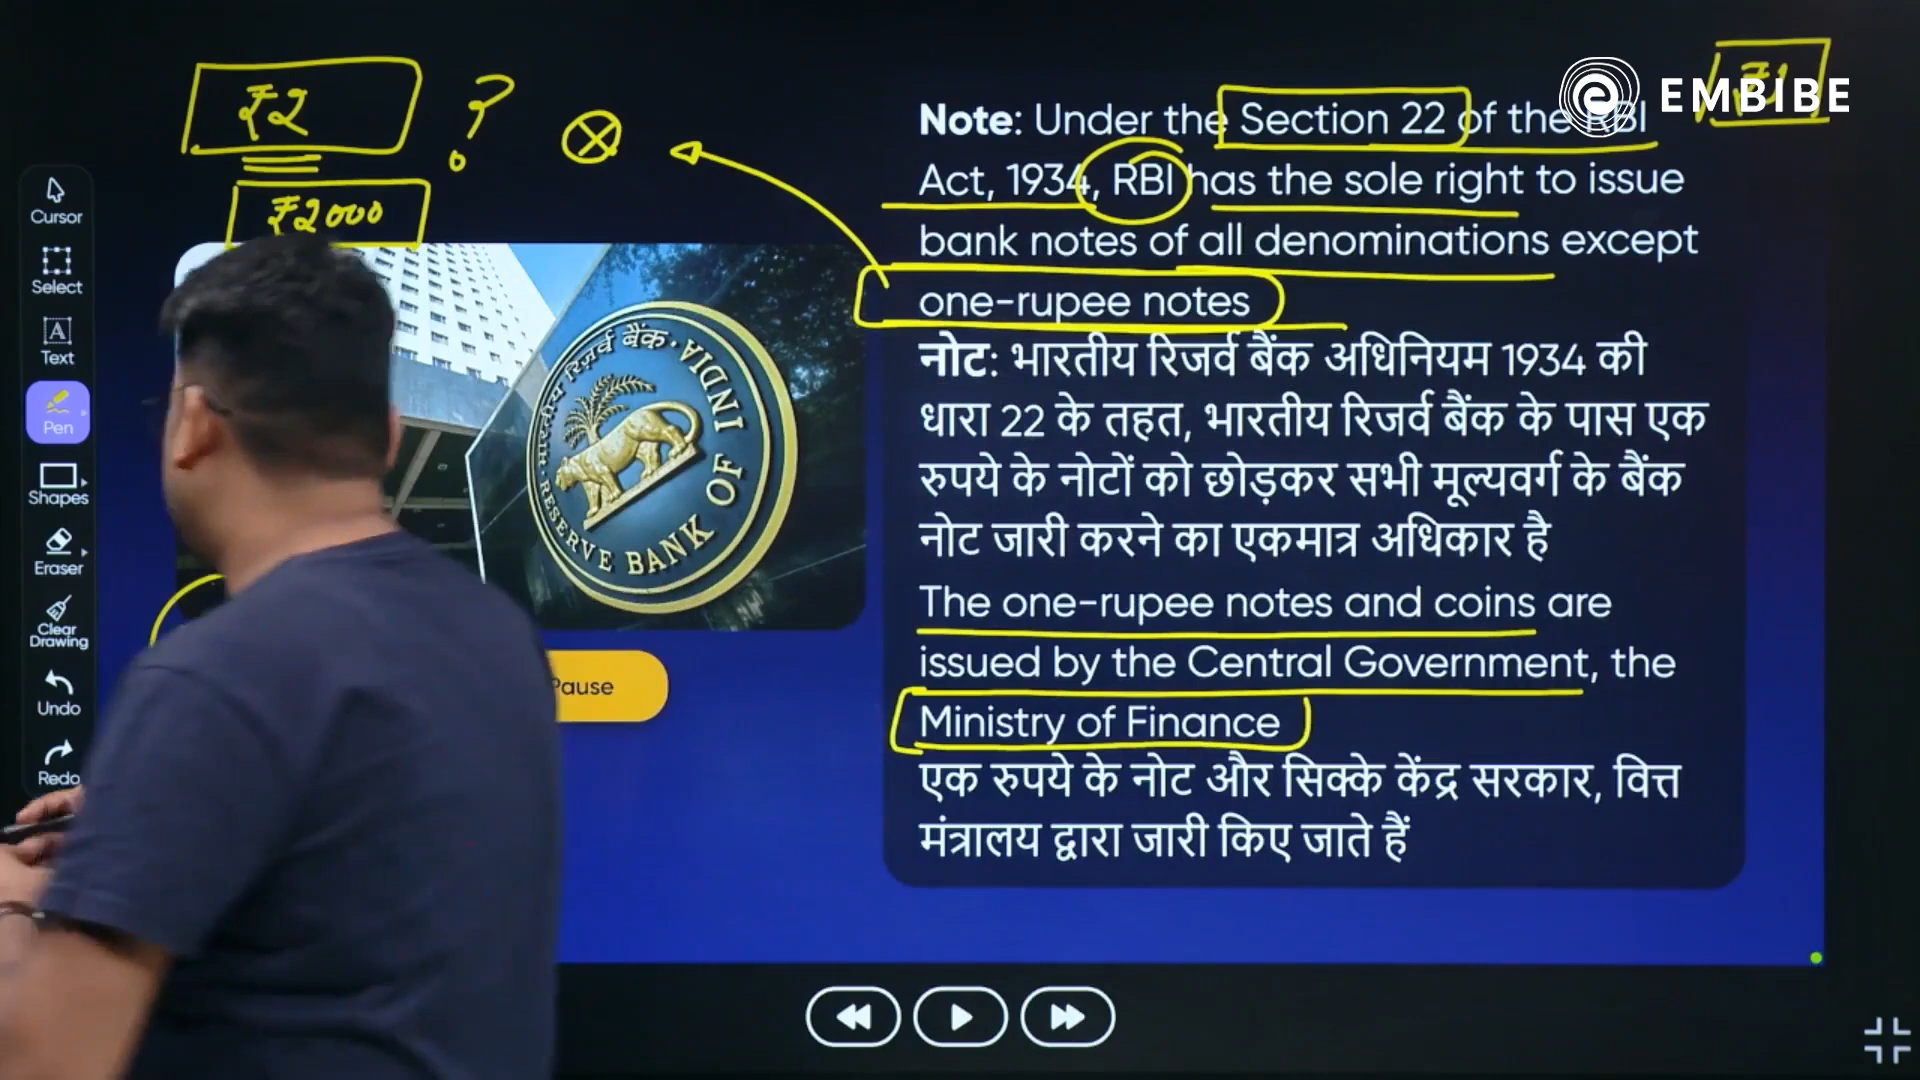 EMBIBE
₹1
₹2 ?
₹2000
Note: Under the Section 22 of the RBI
Act, 1934, RBI has the sole right to issue
bank notes of all denominations except
one-rupee notes
नोट: भारतीय रिजर्व बैंक अधिनियम 1934 की
धारा 22 के तहत, भारतीय रिजर्व बैंक के पास एक
रुपये के नोटों को छोड़कर सभी मूल्यवर्ग के बैंक
नोट जारी करने का एकमात्र अधिकार है
The one-rupee notes and coins are
issued by the Central Government, the
Ministry of Finance
एक रुपये के नोट और सिक्के केंद्र सरकार, वित्त
मंत्रालय द्वारा जारी किए जाते हैं
भारतीय रिज़र्व बैंक
RESERVE BANK OF INDIA
Pause
Cursor
Select
Text
Pen
Shapes
Eraser
Clear
Drawing
Undo
Redo